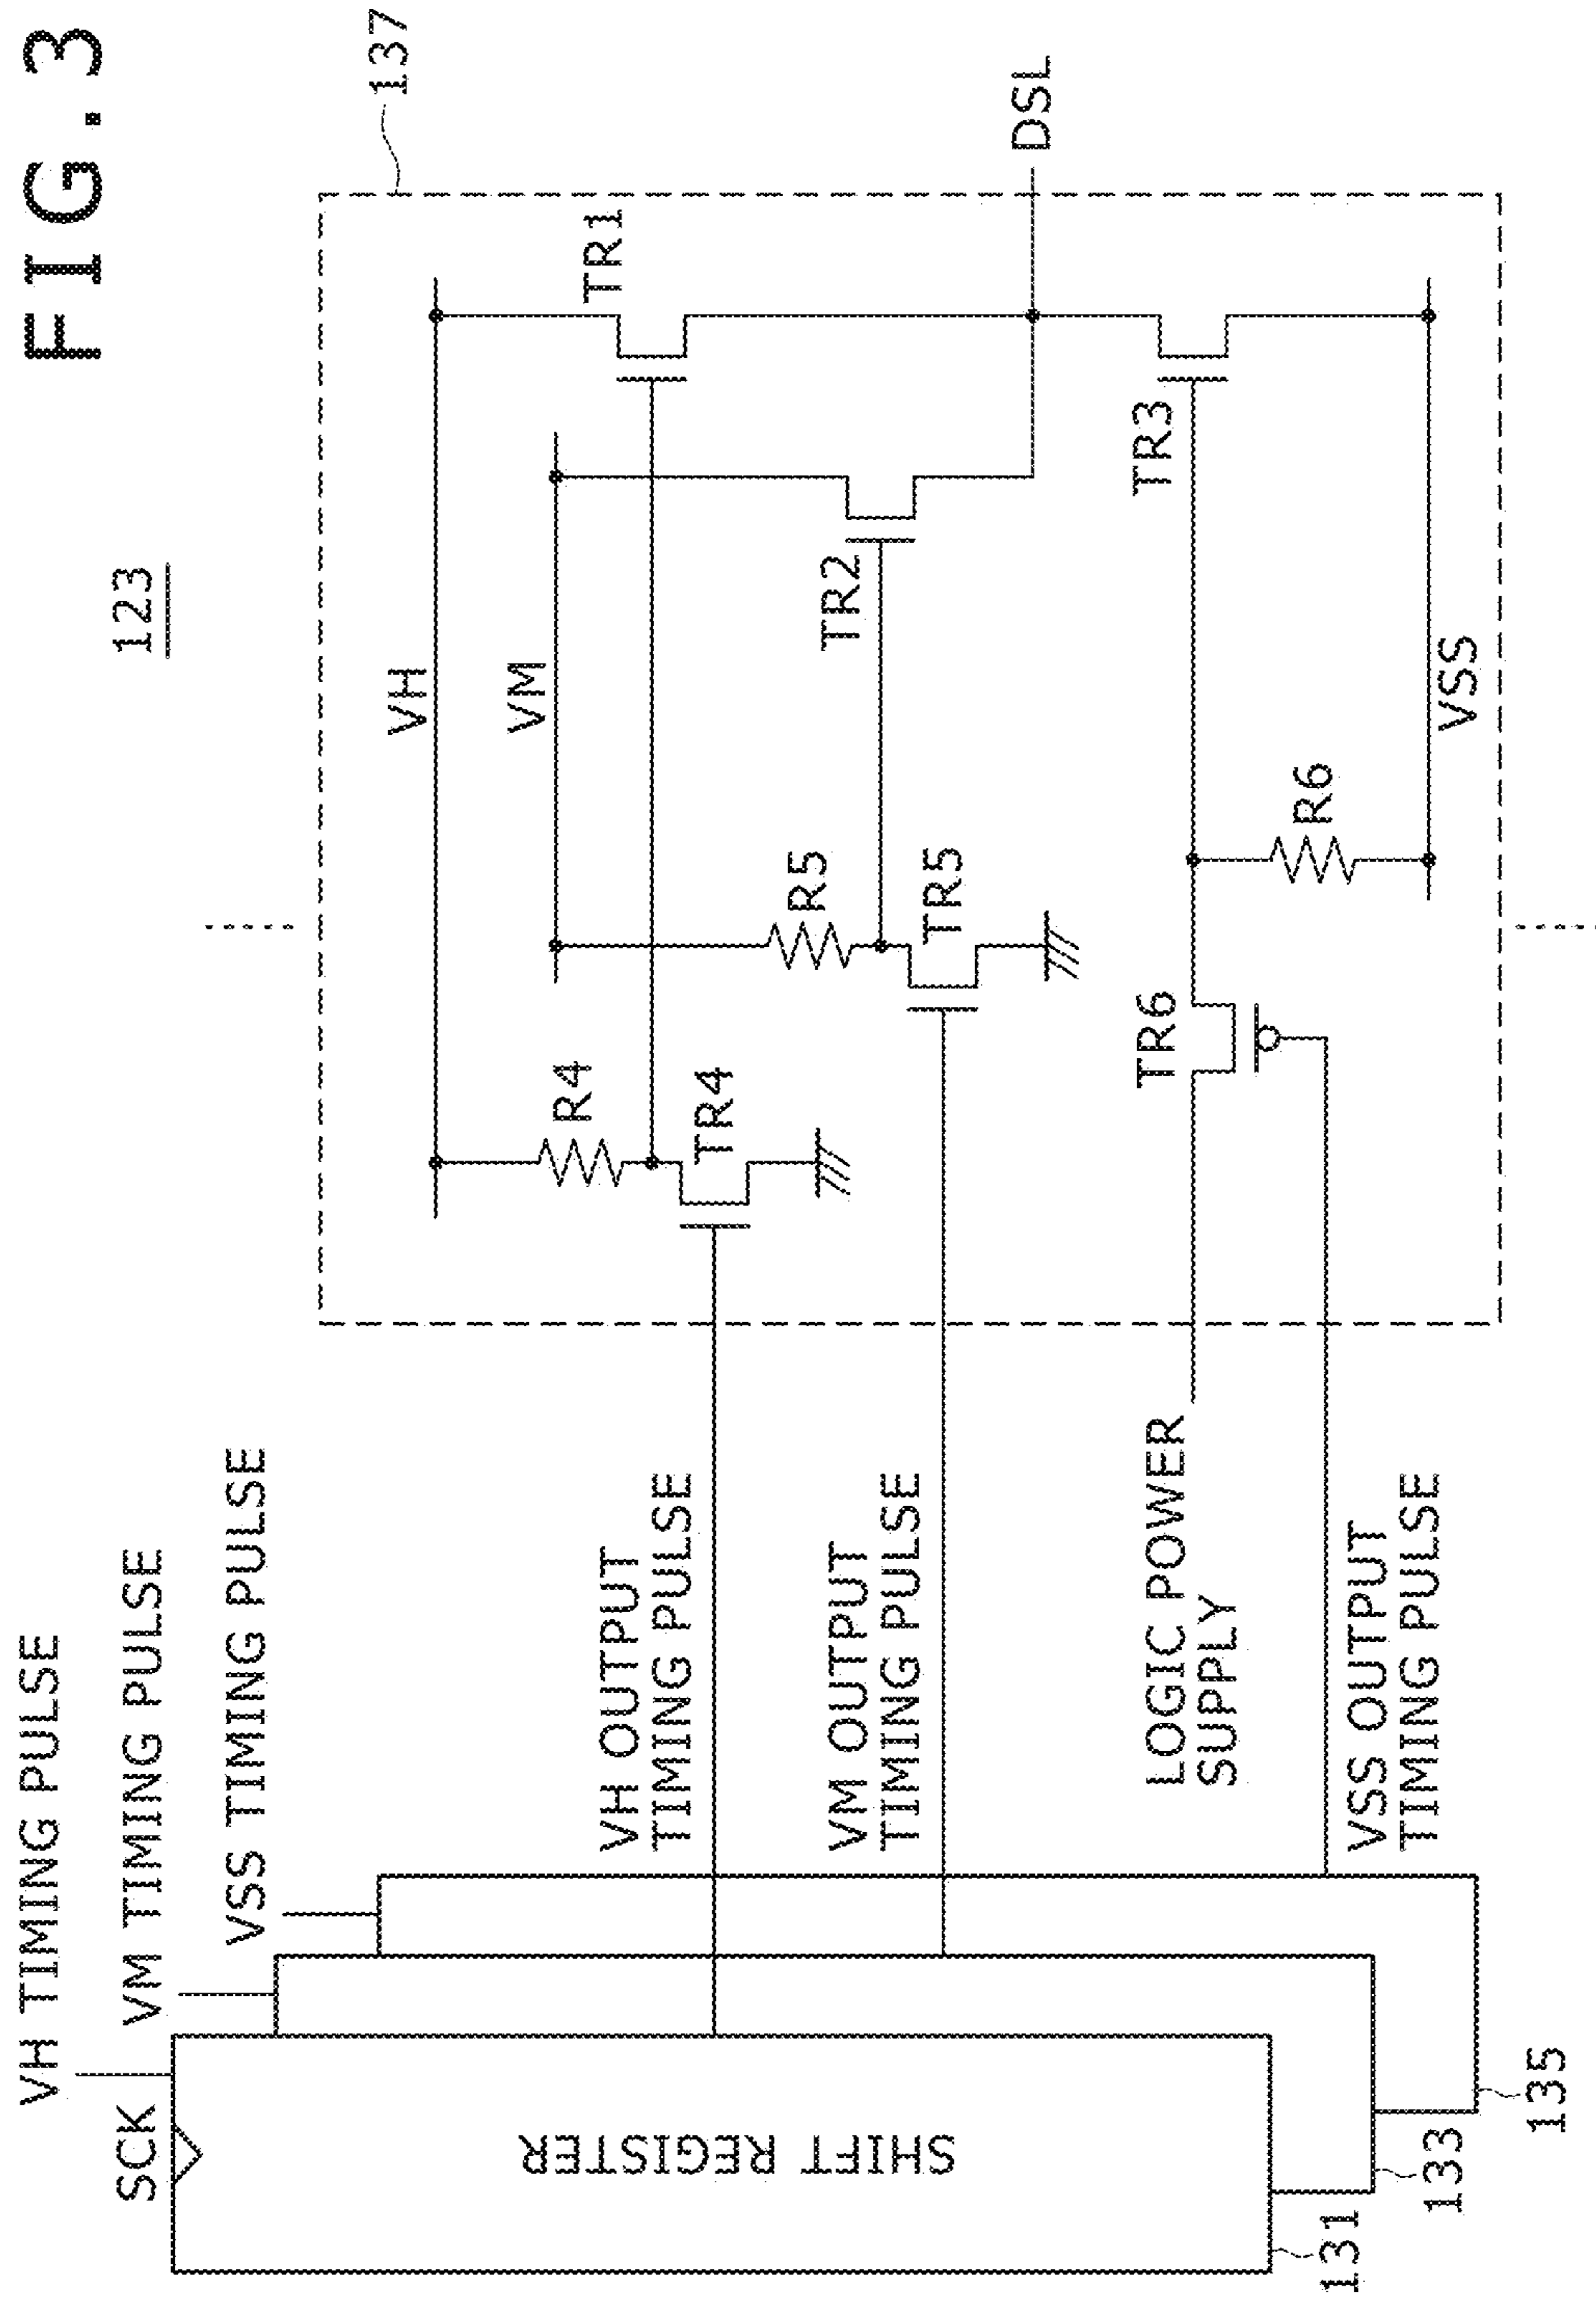 FIG.3
123
137
VH TIMING PULSE
VM TIMING PULSE
VSS TIMING PULSE
SCK
SHIFT REGISTER
131
133
135
VH OUTPUT
TIMING PULSE
VM OUTPUT
TIMING PULSE
LOGIC POWER
SUPPLY
VSS OUTPUT
TIMING PULSE
VH
VM
R4
TR4
R5
TR5
TR6
R6
TR1
TR2
TR3
VSS
DSL